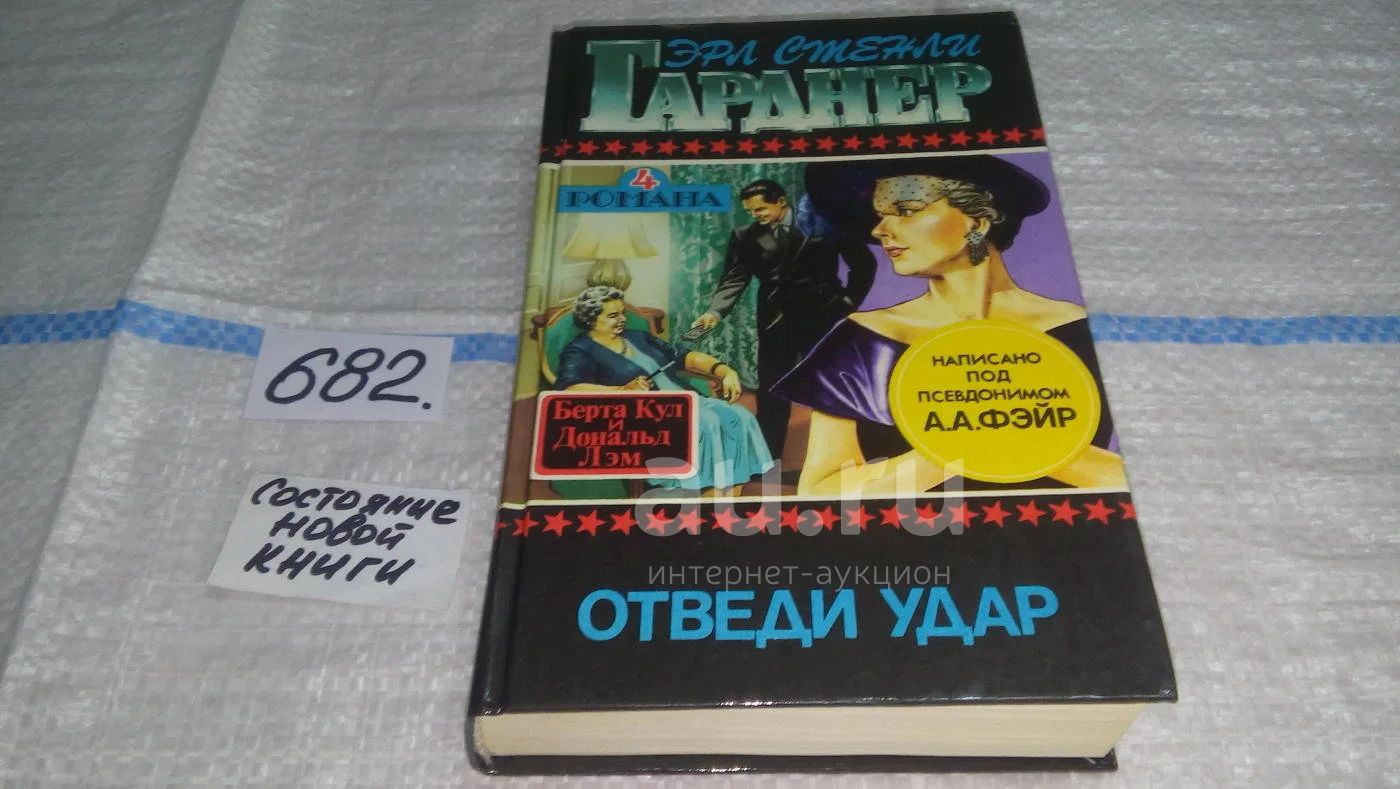 ЭРЛ СТЕНЛИ
ГАРДНЕР
4
РОМАНА
НАПИСАНО
ПОД
ПСЕВДОНИМОМ
А.А.ФЭЙР
Берта Кул
и
Дональд
Лэм
682.
состояние
новой
книги
au.ru
интернет-аукцион
ОТВЕДИ УДАР